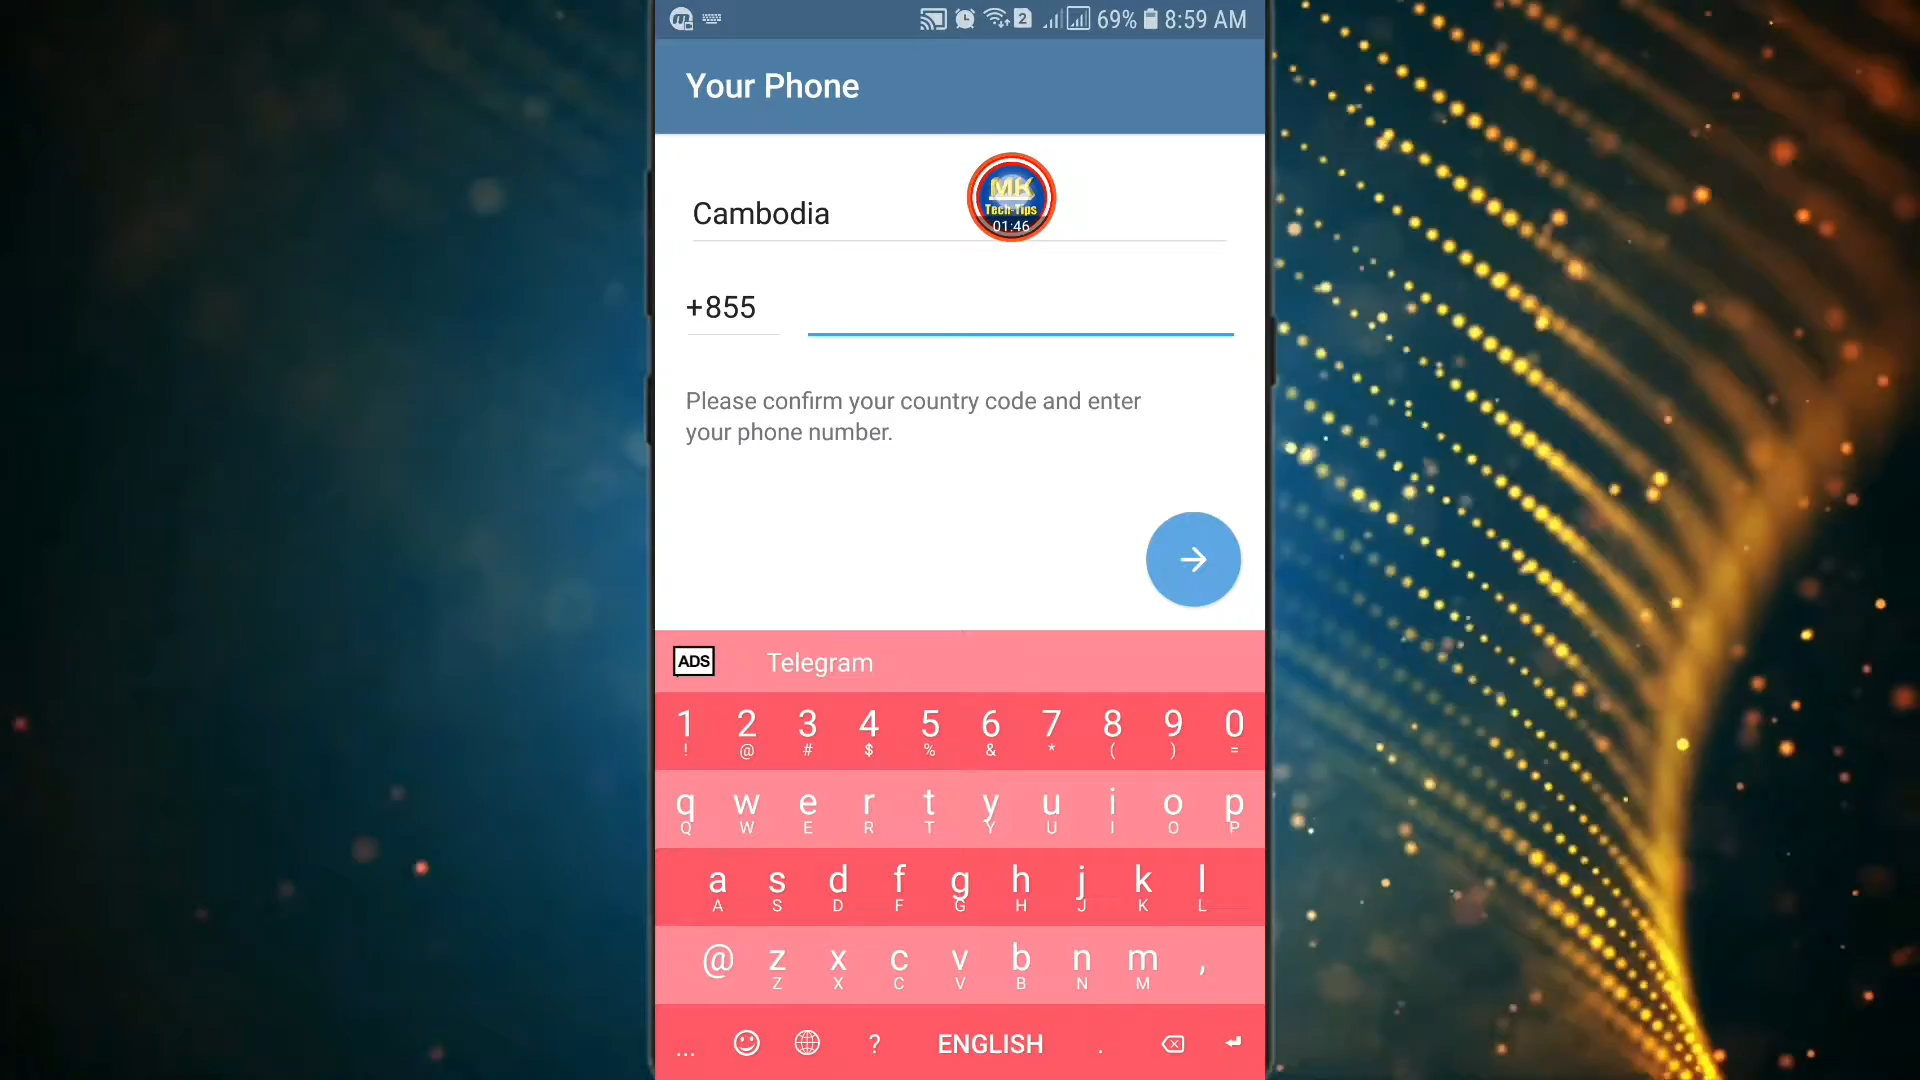 69% 8:59 AM
Your Phone
MK
Tech-Tips
01:46
Cambodia
+855
Please confirm your country code and enter
your phone number.
ADS Telegram
1 2 3 4 5 6 7 8 9 0
! @ # $ % & * ( ) =
q w e r t y u i o p
Q W E R T Y U I O P
a s d f g h j k l
A S D F G H J K L
@ z x c v b n m ,
Z X C V B N M
... ? ENGLISH .